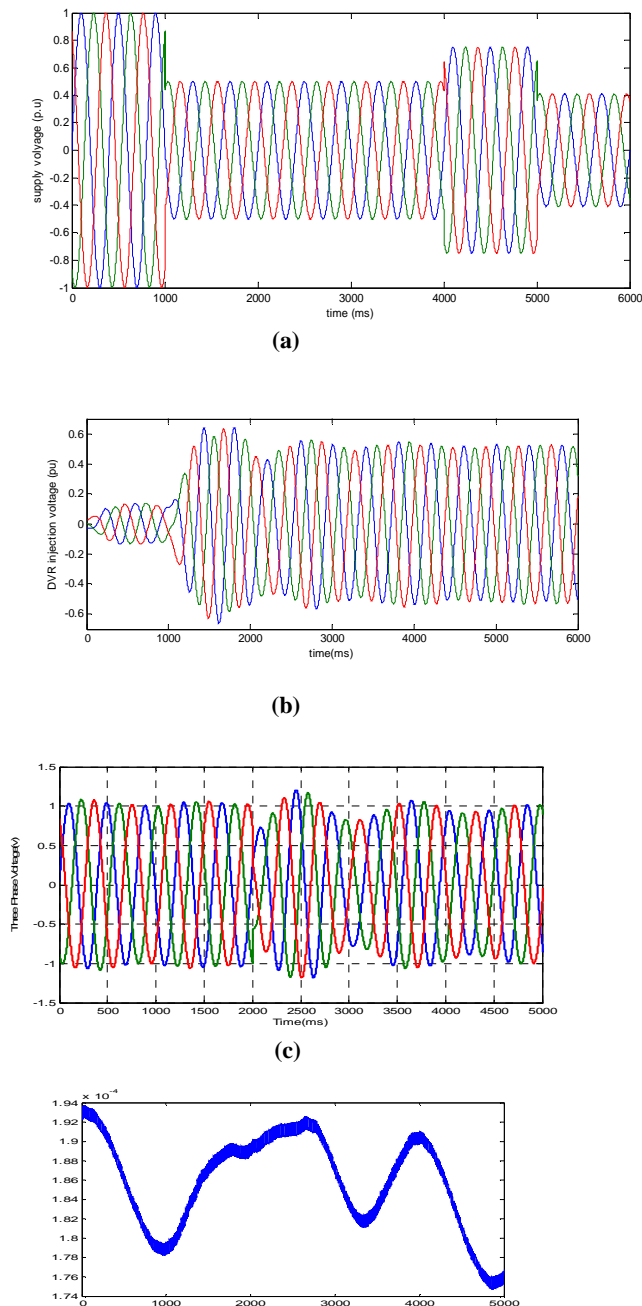 1
0.8
0.6
0.4
0.2
0
-0.2
-0.4
-0.6
-0.8
-1
supply volyage (p.u)
0 1000 2000 3000 4000 5000 6000
time (ms)
(a)
0.6
0.4
0.2
0
-0.2
-0.4
-0.6
DVR injection voltage (pu)
0 1000 2000 3000 4000 5000 6000
time(ms)
(b)
1.5
1
0.5
0
-0.5
-1
-1.5
Three Phase Voltage(v)
0 500 1000 1500 2000 2500 3000 3500 4000 4500 5000
Time(ms)
(c)
x 10⁻⁴
1.94
1.92
1.9
1.88
1.86
1.84
1.82
1.8
1.78
1.76
1.74
0 1000 2000 3000 4000 5000